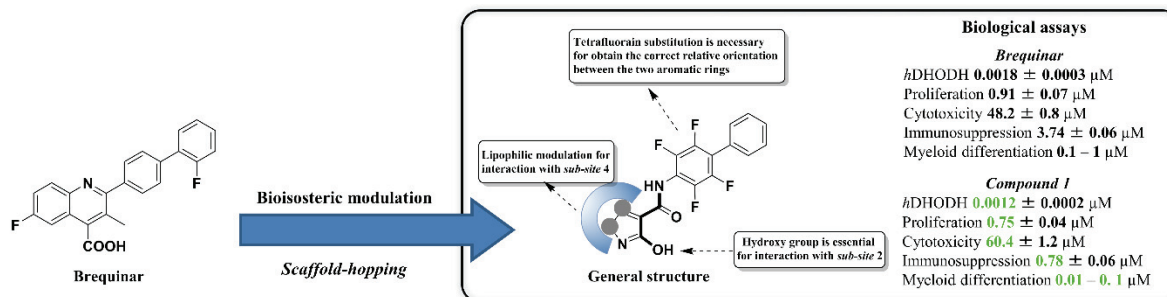 N
F
F
COOH
Brequinar
Bioisosteric modulation
Scaffold-hopping
Tetrafluorain substitution is necessary
for obtain the correct relative orientation
between the two aromatic rings
Lipophilic modulation for
interaction with sub-site 4
F
F
F
F
HN
O
N
OH
Hydroxy group is essential
for interaction with sub-site 2
General structure
Biological assays
Brequinar
hDHODH 0.0018 ± 0.0003 µM
Proliferation 0.91 ± 0.07 µM
Cytotoxicity 48.2 ± 0.8 µM
Immunosuppression 3.74 ± 0.06 µM
Myeloid differentiation 0.1 – 1 µM
Compound 1
hDHODH 0.0012 ± 0.0002 µM
Proliferation 0.75 ± 0.04 µM
Cytotoxicity 60.4 ± 1.2 µM
Immunosuppression 0.78 ± 0.06 µM
Myeloid differentiation 0.01 – 0. 1 µM